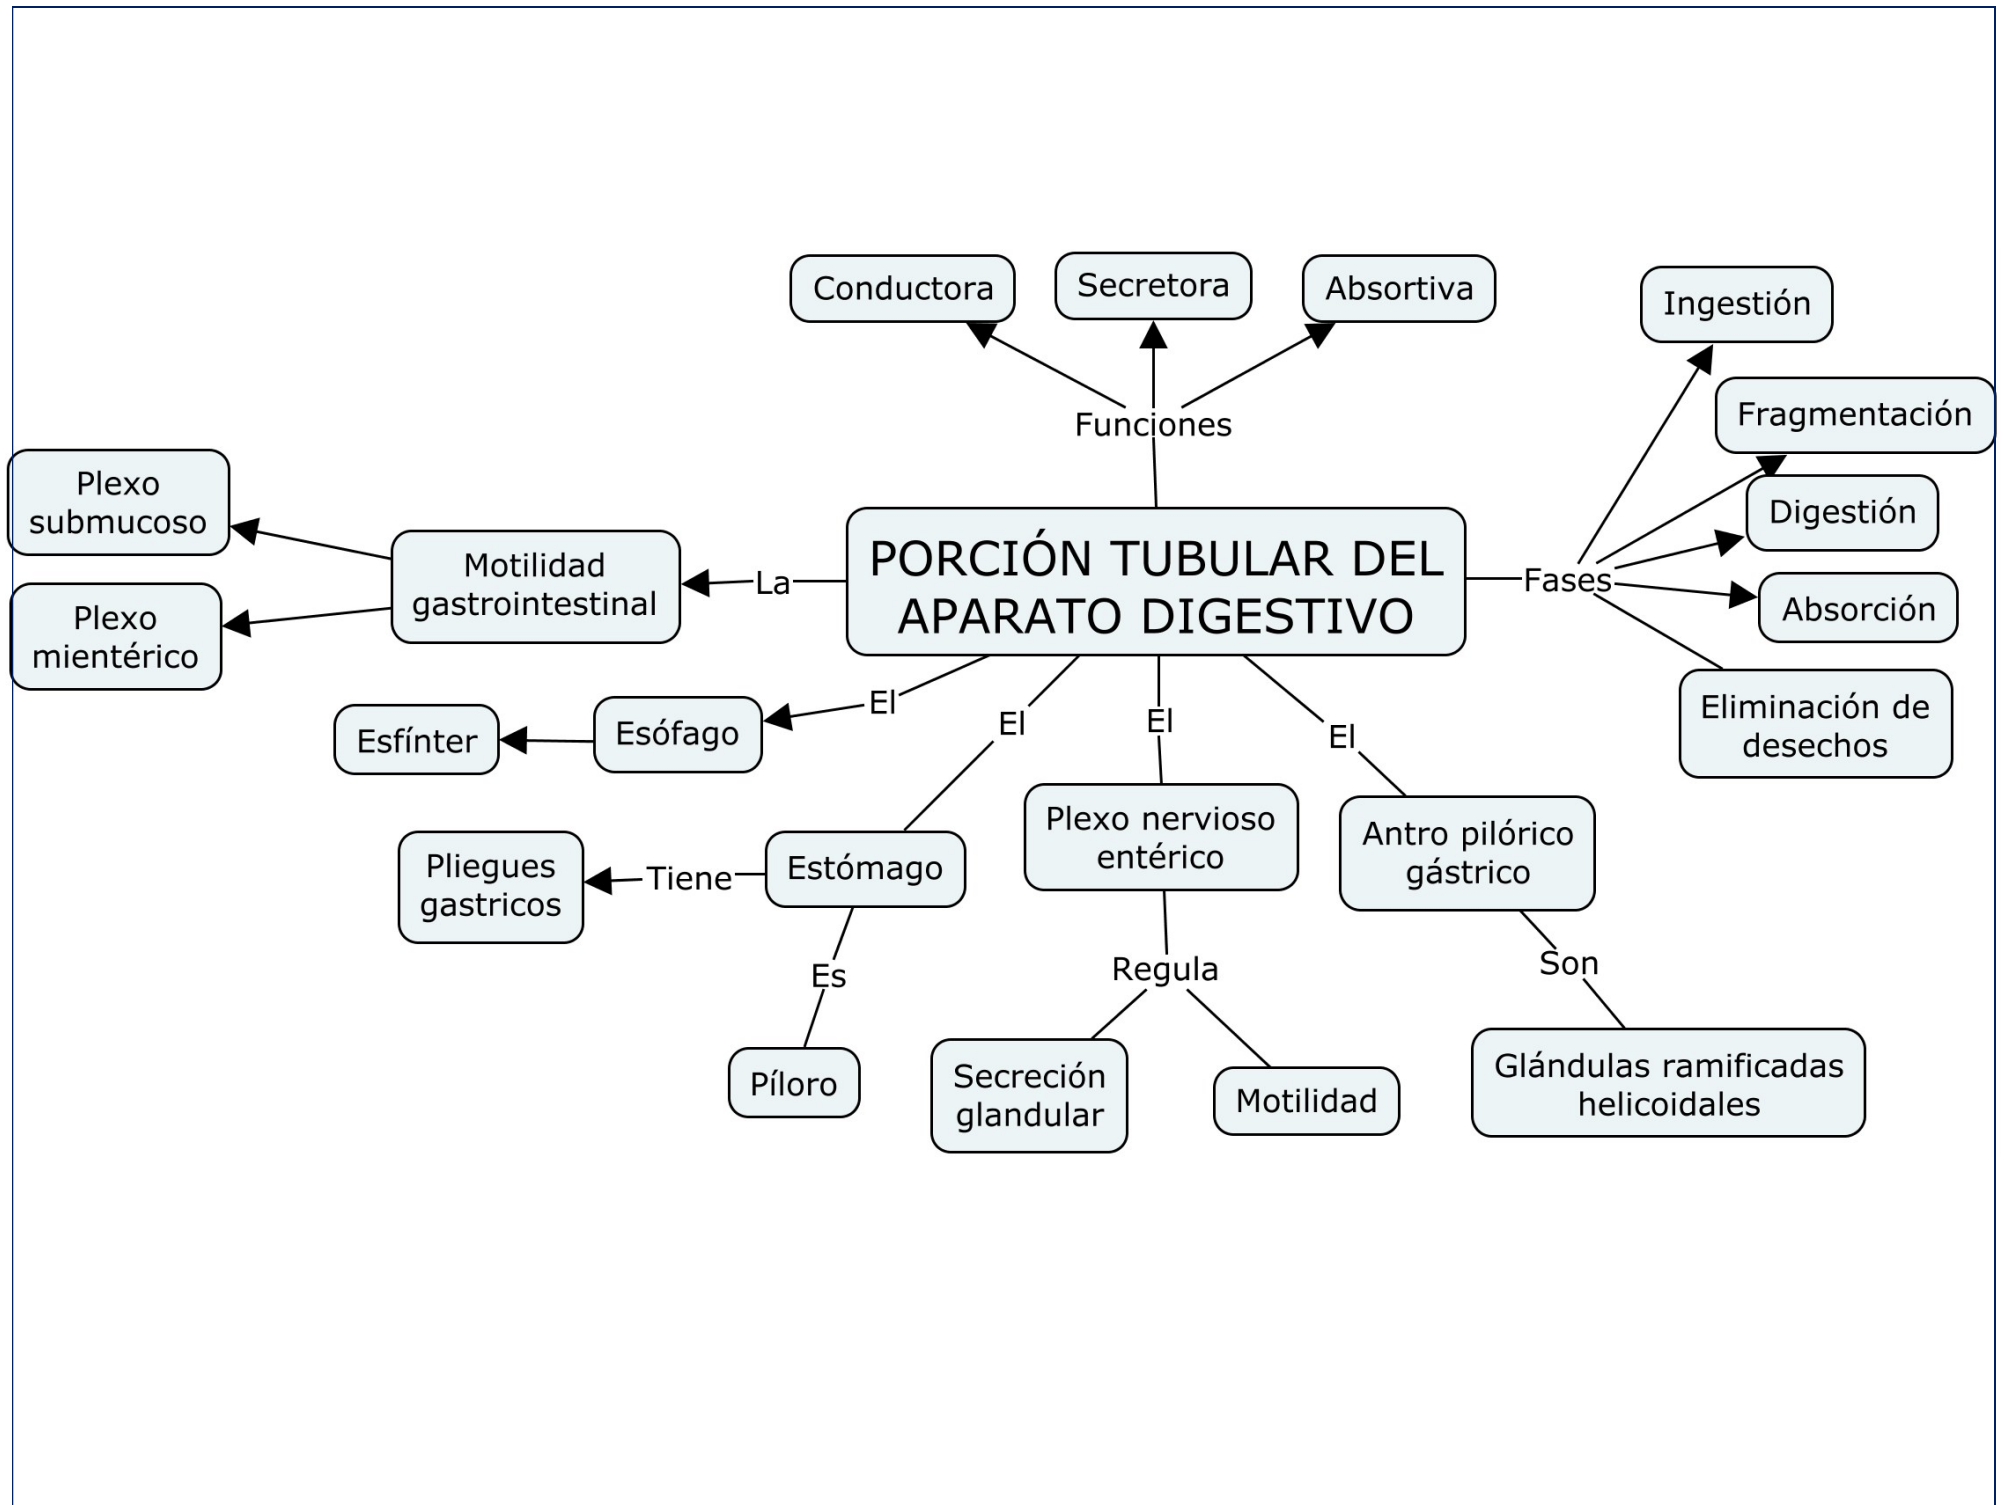 Conductora
Secretora
Absortiva
Ingestión
Fragmentación
Funciones
Plexo
submucoso
Digestión
Motilidad
gastrointestinal
La
PORCIÓN TUBULAR DEL
APARATO DIGESTIVO
Fases
Absorción
Plexo
mientérico
Eliminación de
desechos
Esfínter
Esófago
El
El
El
El
Pliegues
gastricos
Tiene
Estómago
Plexo nervioso
entérico
Antro pilórico
gástrico
Es
Regula
Son
Píloro
Secreción
glandular
Motilidad
Glándulas ramificadas
helicoidales